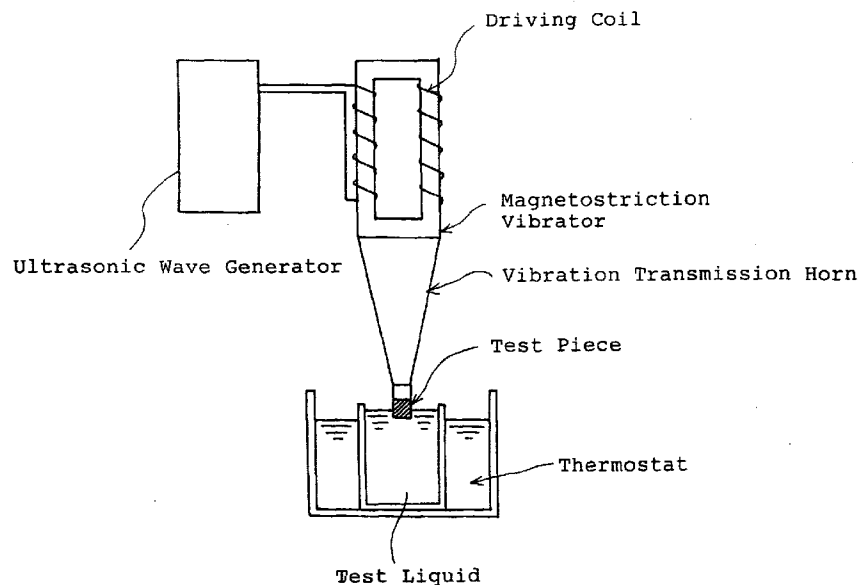 Driving Coil
Magnetostriction
Vibrator
Ultrasonic Wave Generator
Vibration Transmission Horn
Test Piece
Thermostat
Test Liquid